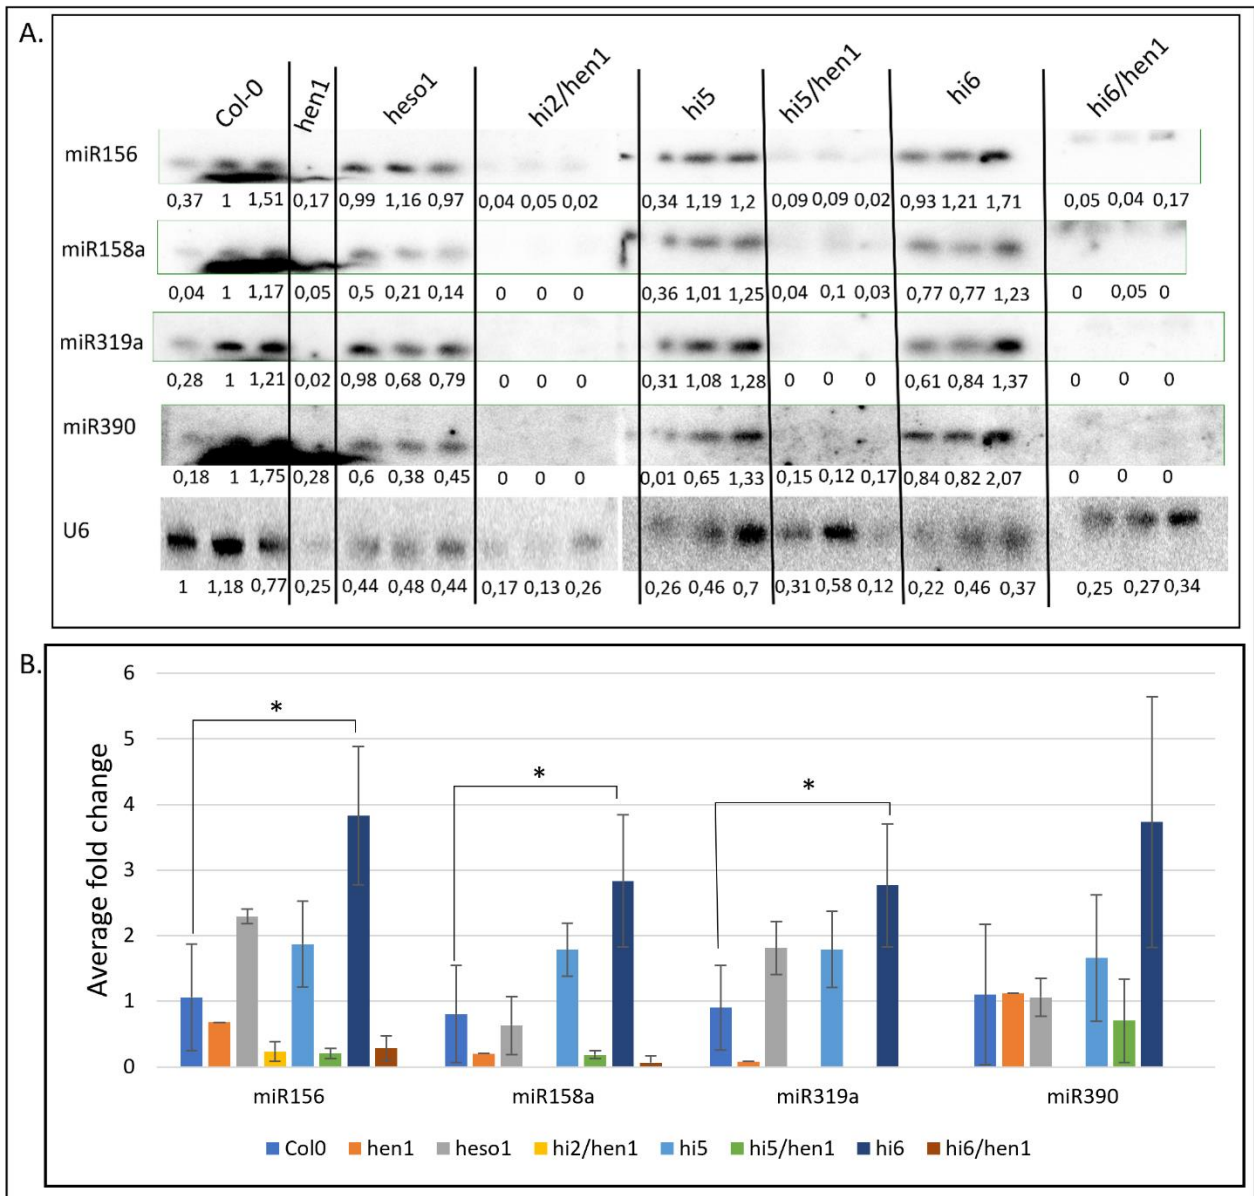 A.
Col-0 hen1 heso1 hi2/hen1 hi5 hi5/hen1 hi6 hi6/hen1
miR156
0,37 1 1,51 0,17 0,99 1,16 0,97 0,04 0,05 0,02 0,34 1,19 1,2 0,09 0,09 0,02 0,93 1,21 1,71 0,05 0,04 0,17
miR158a
0,04 1 1,17 0,05 0,5 0,21 0,14 0 0 0 0,36 1,01 1,25 0,04 0,1 0,03 0,77 0,77 1,23 0 0,05 0
miR319a
0,28 1 1,21 0,02 0,98 0,68 0,79 0 0 0 0,31 1,08 1,28 0 0 0 0,61 0,84 1,37 0 0 0
miR390
0,18 1 1,75 0,28 0,6 0,38 0,45 0 0 0 0,01 0,65 1,33 0,15 0,12 0,17 0,84 0,82 2,07 0 0 0
U6
1 1,18 0,77 0,25 0,44 0,48 0,44 0,17 0,13 0,26 0,26 0,46 0,7 0,31 0,58 0,12 0,22 0,46 0,37 0,25 0,27 0,34
B.
Average fold change
6
5
4
3
2
1
0
*
*
*
miR156 miR158a miR319a miR390
Col0 hen1 heso1 hi2/hen1 hi5 hi5/hen1 hi6 hi6/hen1